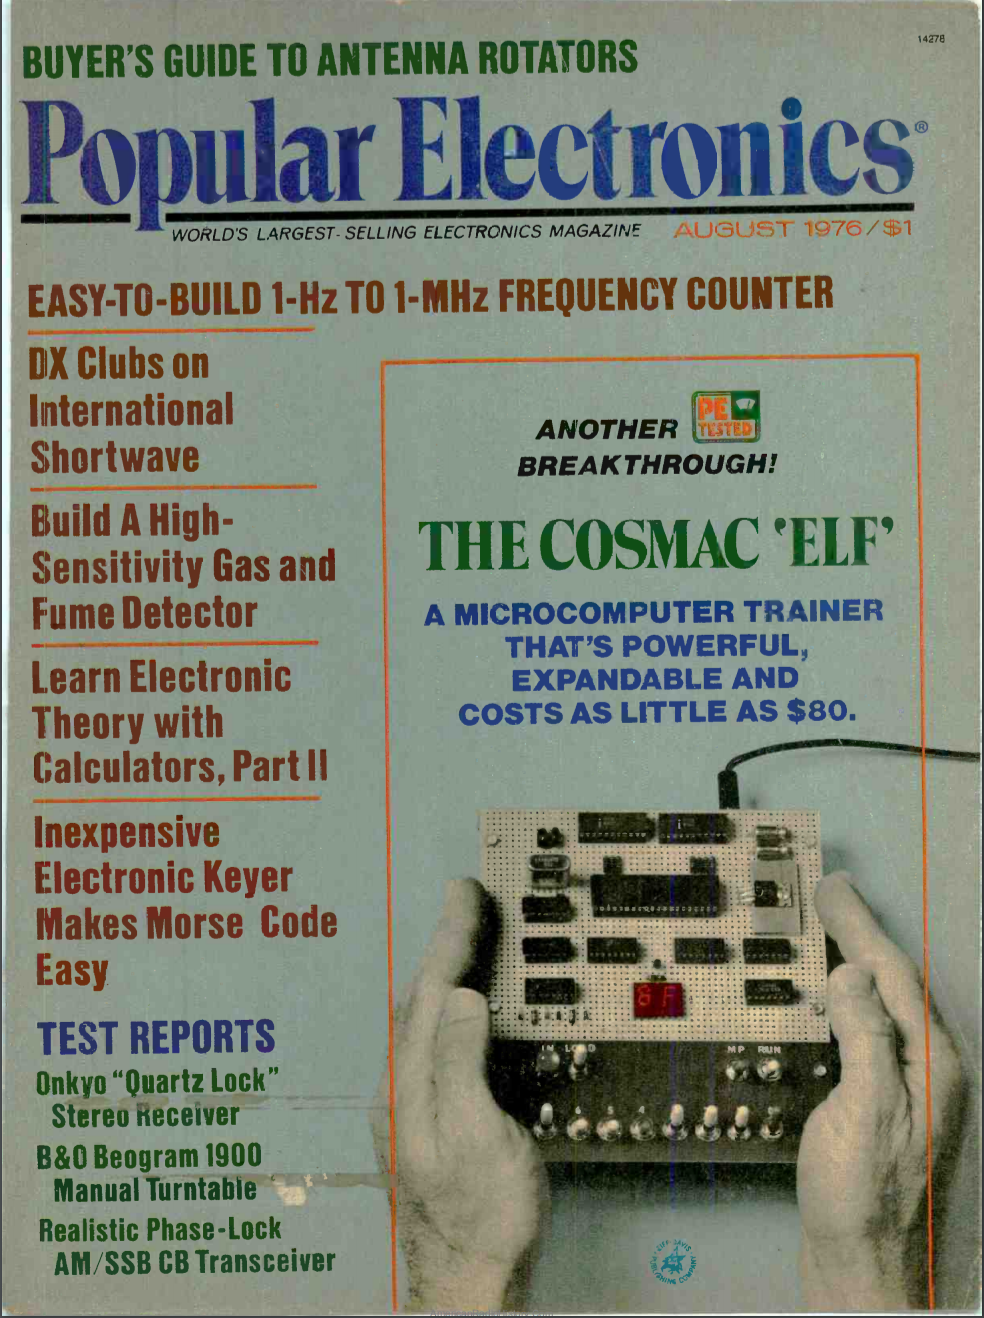 14278
BUYER'S GUIDE TO ANTENNA ROTATORS
Popular Electronics®
WORLD'S LARGEST-SELLING ELECTRONICS MAGAZINE AUGUST 1976/$1
EASY-TO-BUILD 1-Hz TO 1-MHz FREQUENCY COUNTER
DX Clubs on
International
Shortwave
Build A High-
Sensitivity Gas and
Fume Detector
Learn Electronic
Theory with
Calculators, Part II
Inexpensive
Electronic Keyer
Makes Morse Code
Easy
TEST REPORTS
Onkyo "Quartz Lock"
Stereo Receiver
B&O Beogram 1900
Manual Turntable
Realistic Phase-Lock
AM/SSB CB Transceiver
ANOTHER PE TESTED
BREAKTHROUGH!
THE COSMAC 'ELF'
A MICROCOMPUTER TRAINER
THAT'S POWERFUL,
EXPANDABLE AND
COSTS AS LITTLE AS $80.
IN LOAD MP RUN
ZIFF-DAVIS PUBLISHING COMPANY